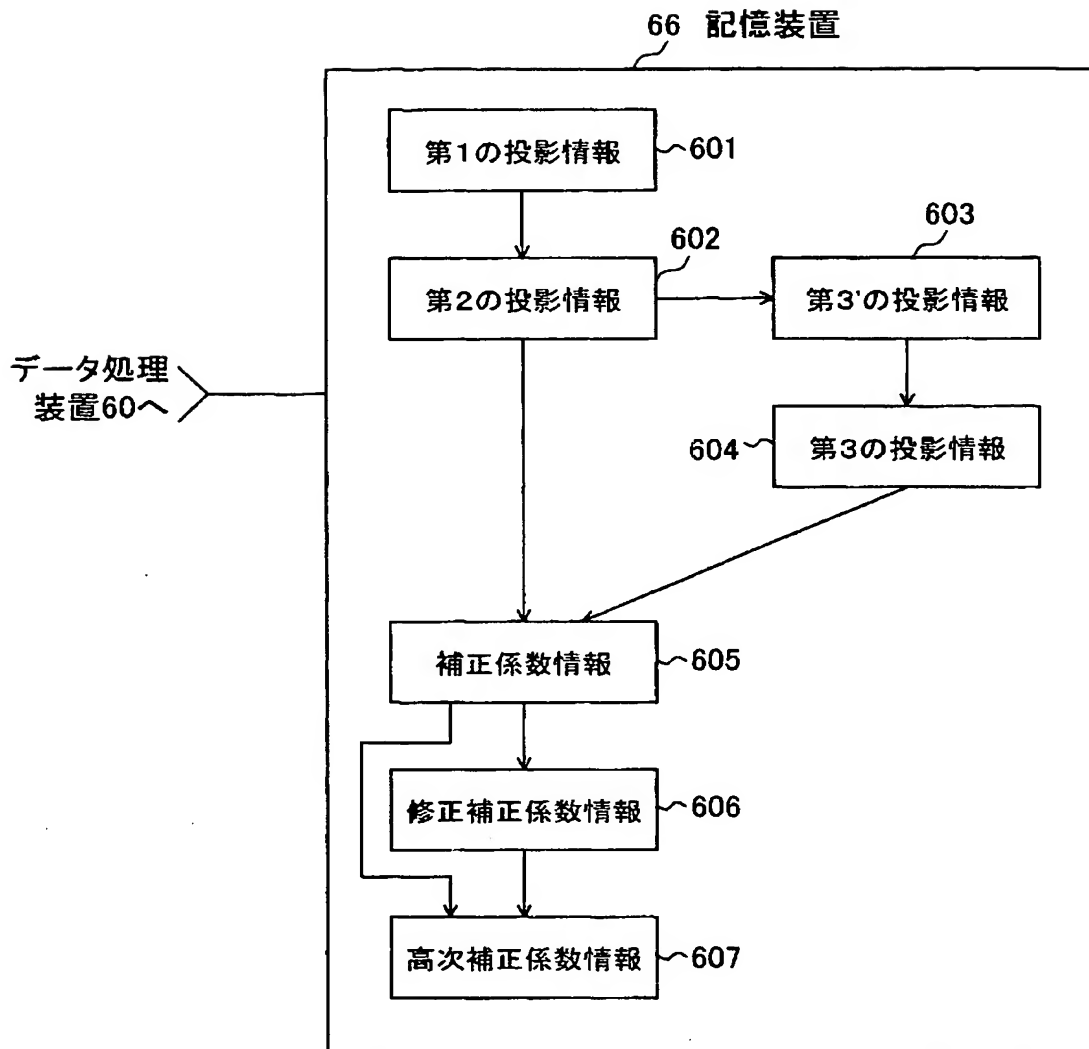 66 記憶装置
第1の投影情報
601
602
603
第2の投影情報
第3'の投影情報
データ処理
装置60へ
604
第3の投影情報
補正係数情報
605
修正補正係数情報
606
高次補正係数情報
607